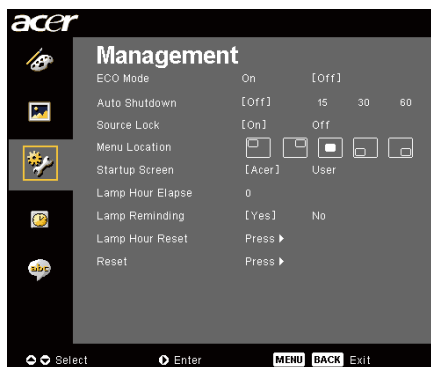 acer
Management
ECO Mode On [Off]
Auto Shutdown [Off] 15 30 60
Source Lock [On] Off
Menu Location
Startup Screen [Acer] User
Lamp Hour Elapse 0
Lamp Reminding [Yes] No
Lamp Hour Reset Press
Reset Press
abc
Select Enter MENU BACK Exit